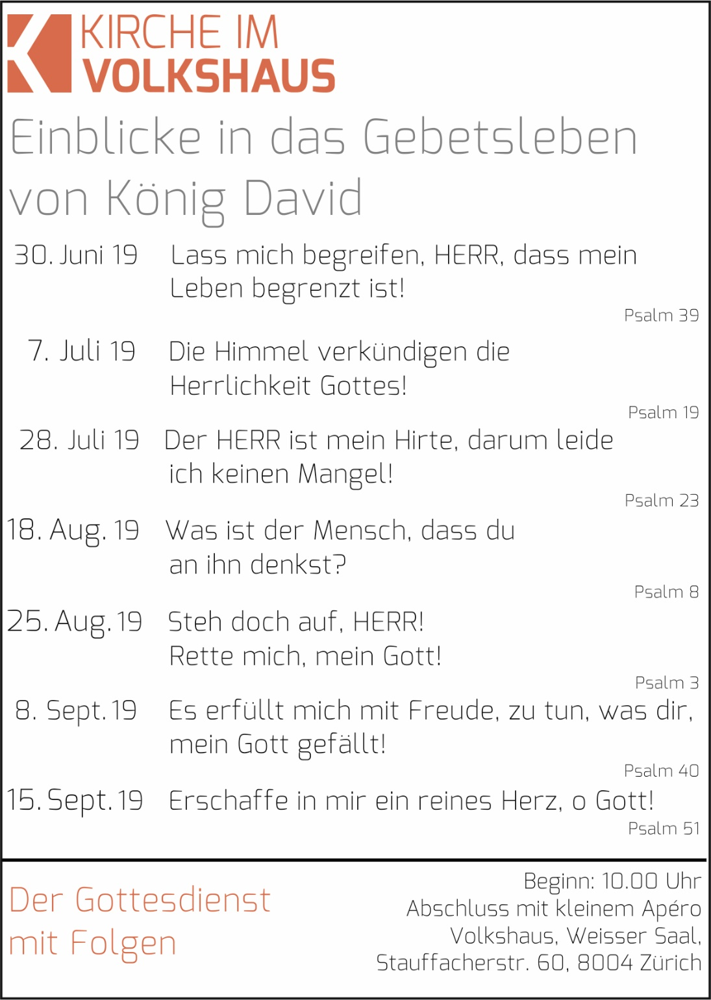 KIRCHE IM
VOLKSHAUS
Einblicke in das Gebetsleben
von König David
30. Juni 19 Lass mich begreifen, HERR, dass mein
Leben begrenzt ist!
Psalm 39
7. Juli 19 Die Himmel verkündigen die
Herrlichkeit Gottes!
Psalm 19
28. Juli 19 Der HERR ist mein Hirte, darum leide
ich keinen Mangel!
Psalm 23
18. Aug. 19 Was ist der Mensch, dass du
an ihn denkst?
Psalm 8
25. Aug. 19 Steh doch auf, HERR!
Rette mich, mein Gott!
Psalm 3
8. Sept. 19 Es erfüllt mich mit Freude, zu tun, was dir,
mein Gott gefällt!
Psalm 40
15. Sept. 19 Erschaffe in mir ein reines Herz, o Gott!
Psalm 51
Der Gottesdienst
mit Folgen
Beginn: 10.00 Uhr
Abschluss mit kleinem Apéro
Volkshaus, Weisser Saal,
Stauffacherstr. 60, 8004 Zürich